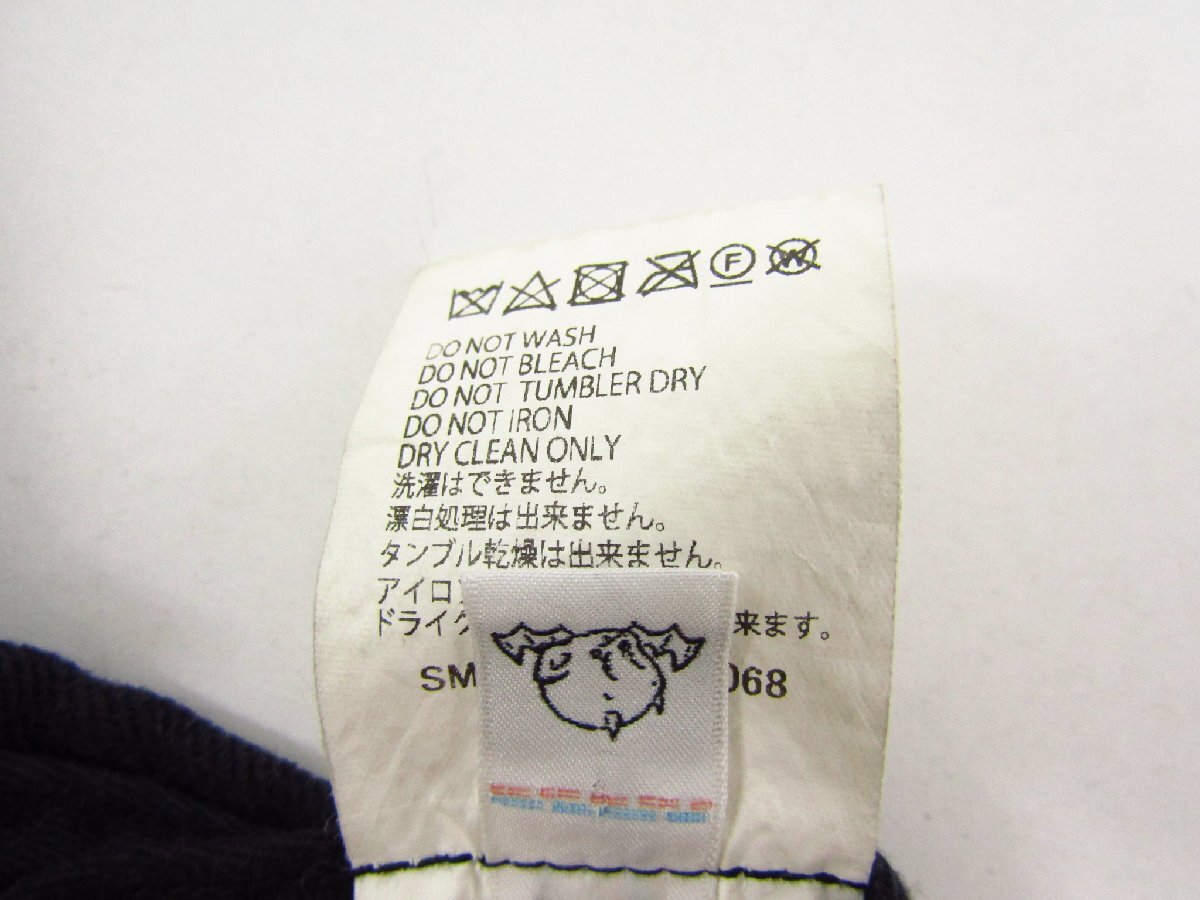 F W
DO NOT WASH
DO NOT BLEACH
DO NOT TUMBLER DRY
DO NOT IRON
DRY CLEAN ONLY
洗濯はできません。
漂白処理は出来ません。
タンブル乾燥は出来ません。
アイロ
ドライク 来ます。
SM 068